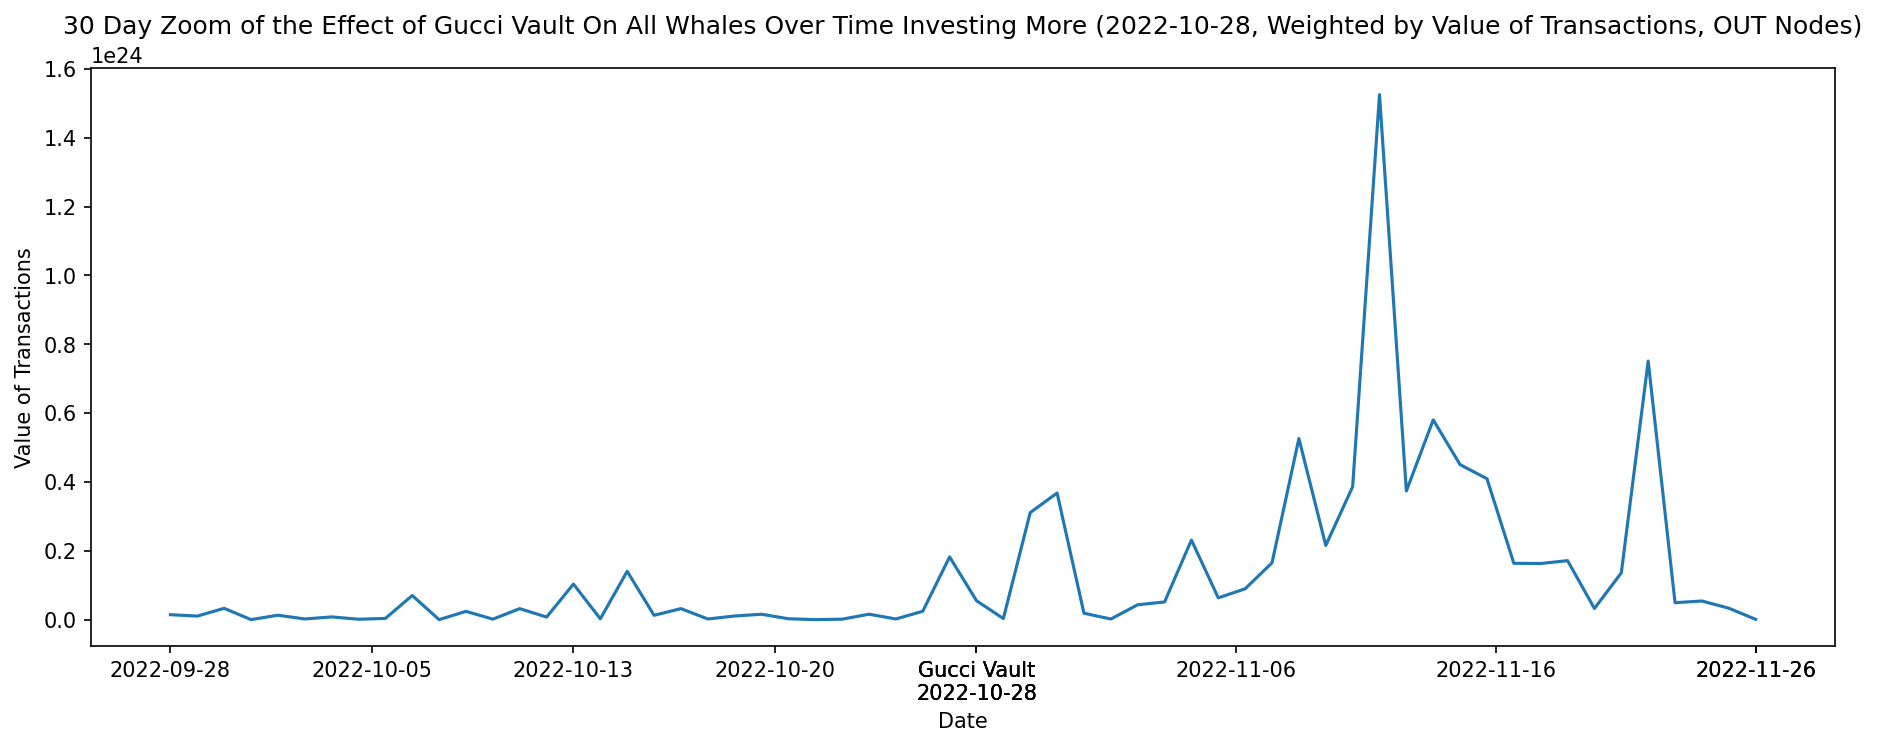 30 Day Zoom of the Effect of Gucci Vault On All Whales Over Time Investing More (2022-10-28, Weighted by Value of Transactions, OUT Nodes)
1e24
1.6
1.4
1.2
1.0
0.8
0.6
0.4
0.2
0.0
Value of Transactions
2022-09-28 2022-10-05 2022-10-13 2022-10-20 Gucci Vault 2022-11-06 2022-11-16 2022-11-26
2022-10-28
Date